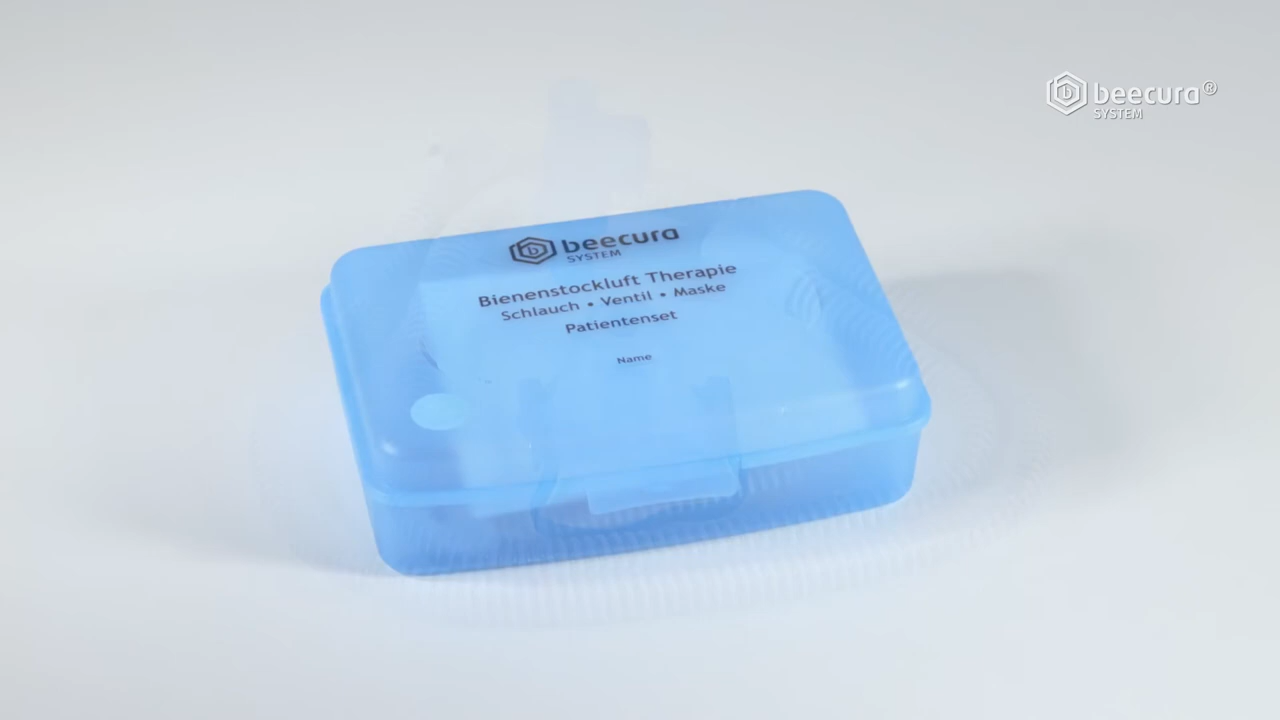 beecura®
SYSTEM
beecura
SYSTEM
Bienenstockluft Therapie
Schlauch • Ventil • Maske
Patientenset
Name